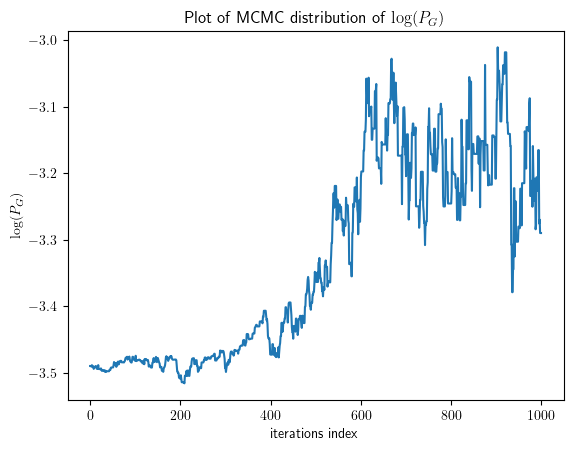 Plot of MCMC distribution of log(P_G)
−3.0
−3.1
−3.2
−3.3
−3.4
−3.5
log(P_G)
0 200 400 600 800 1000
iterations index